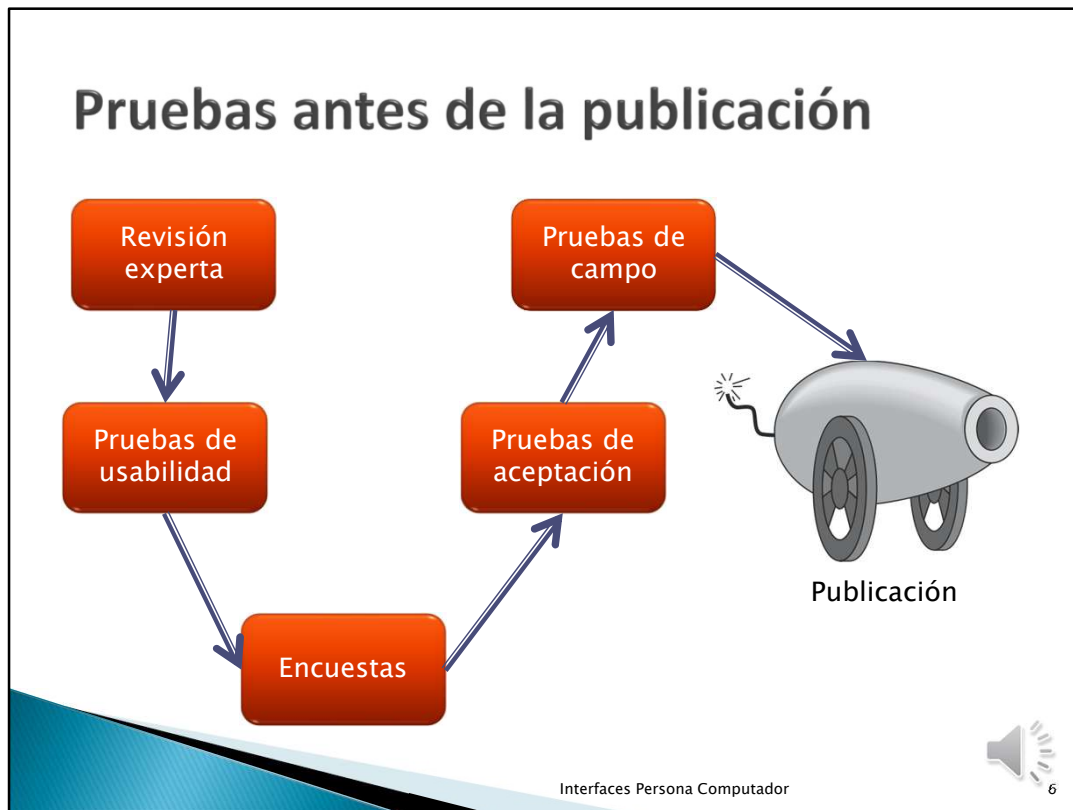 Pruebas antes de la publicación
Revisión
experta
Pruebas de
usabilidad
Encuestas
Pruebas de
aceptación
Pruebas de
campo
Publicación
Interfaces Persona Computador
6